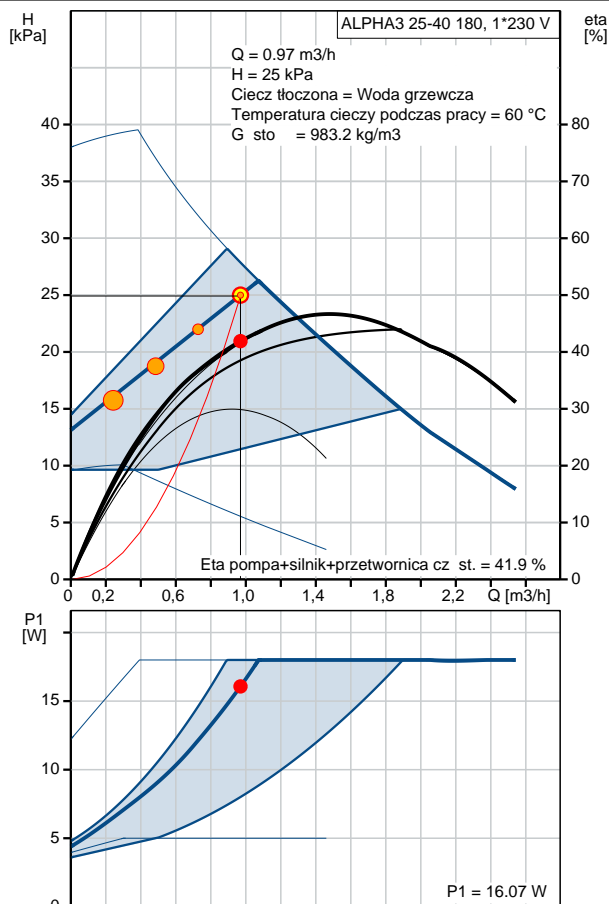 H
[kPa]
ALPHA3 25-40 180, 1*230 V
eta
[%]
Q = 0.97 m3/h
H = 25 kPa
Ciecz tłoczona = Woda grzewcza
Temperatura cieczy podczas pracy = 60 °C
G sto = 983.2 kg/m3
40
35
30
25
20
15
10
5
0
80
70
60
50
40
30
20
10
0
Eta pompa+silnik+przetwornica cz st. = 41.9 %
0 0,2 0,6 1,0 1,4 1,8 2,2 Q [m3/h]
P1
[W]
15
10
5
0
P1 = 16.07 W